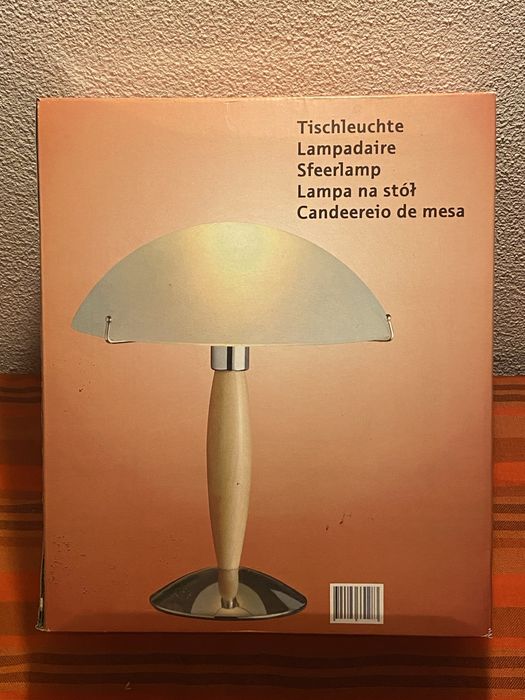 Tischleuchte
Lampadaire
Sfeerlamp
Lampa na stół
Candeereio de mesa